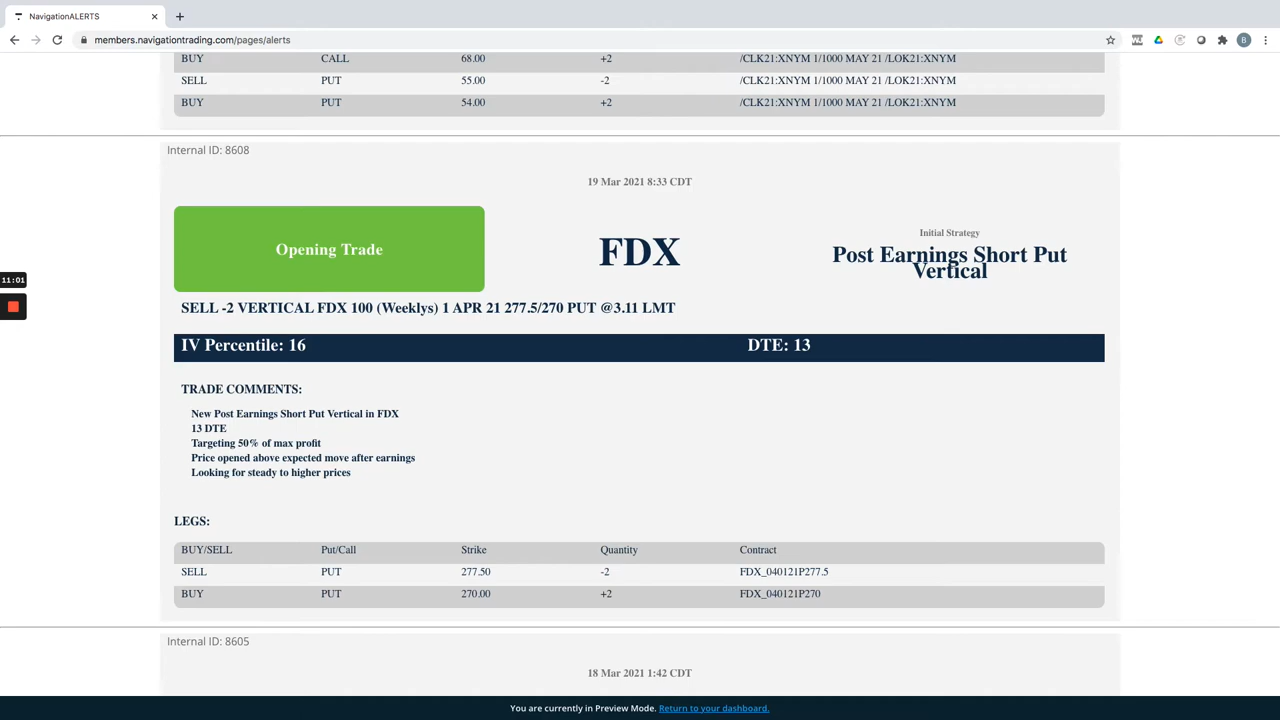 NavigationALERTS
members.navigationtrading.com/pages/alerts
B
BUY CALL 68.00 +2 /CLK21:XNYM 1/1000 MAY 21 /LOK21:XNYM
SELL PUT 55.00 -2 /CLK21:XNYM 1/1000 MAY 21 /LOK21:XNYM
BUY PUT 54.00 +2 /CLK21:XNYM 1/1000 MAY 21 /LOK21:XNYM
Internal ID: 8608
19 Mar 2021 8:33 CDT
Opening Trade
FDX
Initial Strategy
Post Earnings Short Put
Vertical
11:01
SELL -2 VERTICAL FDX 100 (Weeklys) 1 APR 21 277.5/270 PUT @3.11 LMT
IV Percentile: 16 DTE: 13
TRADE COMMENTS:
New Post Earnings Short Put Vertical in FDX
13 DTE
Targeting 50% of max profit
Price opened above expected move after earnings
Looking for steady to higher prices
LEGS:
BUY/SELL Put/Call Strike Quantity Contract
SELL PUT 277.50 -2 FDX_040121P277.5
BUY PUT 270.00 +2 FDX_040121P270
Internal ID: 8605
18 Mar 2021 1:42 CDT
You are currently in Preview Mode. Return to your dashboard.